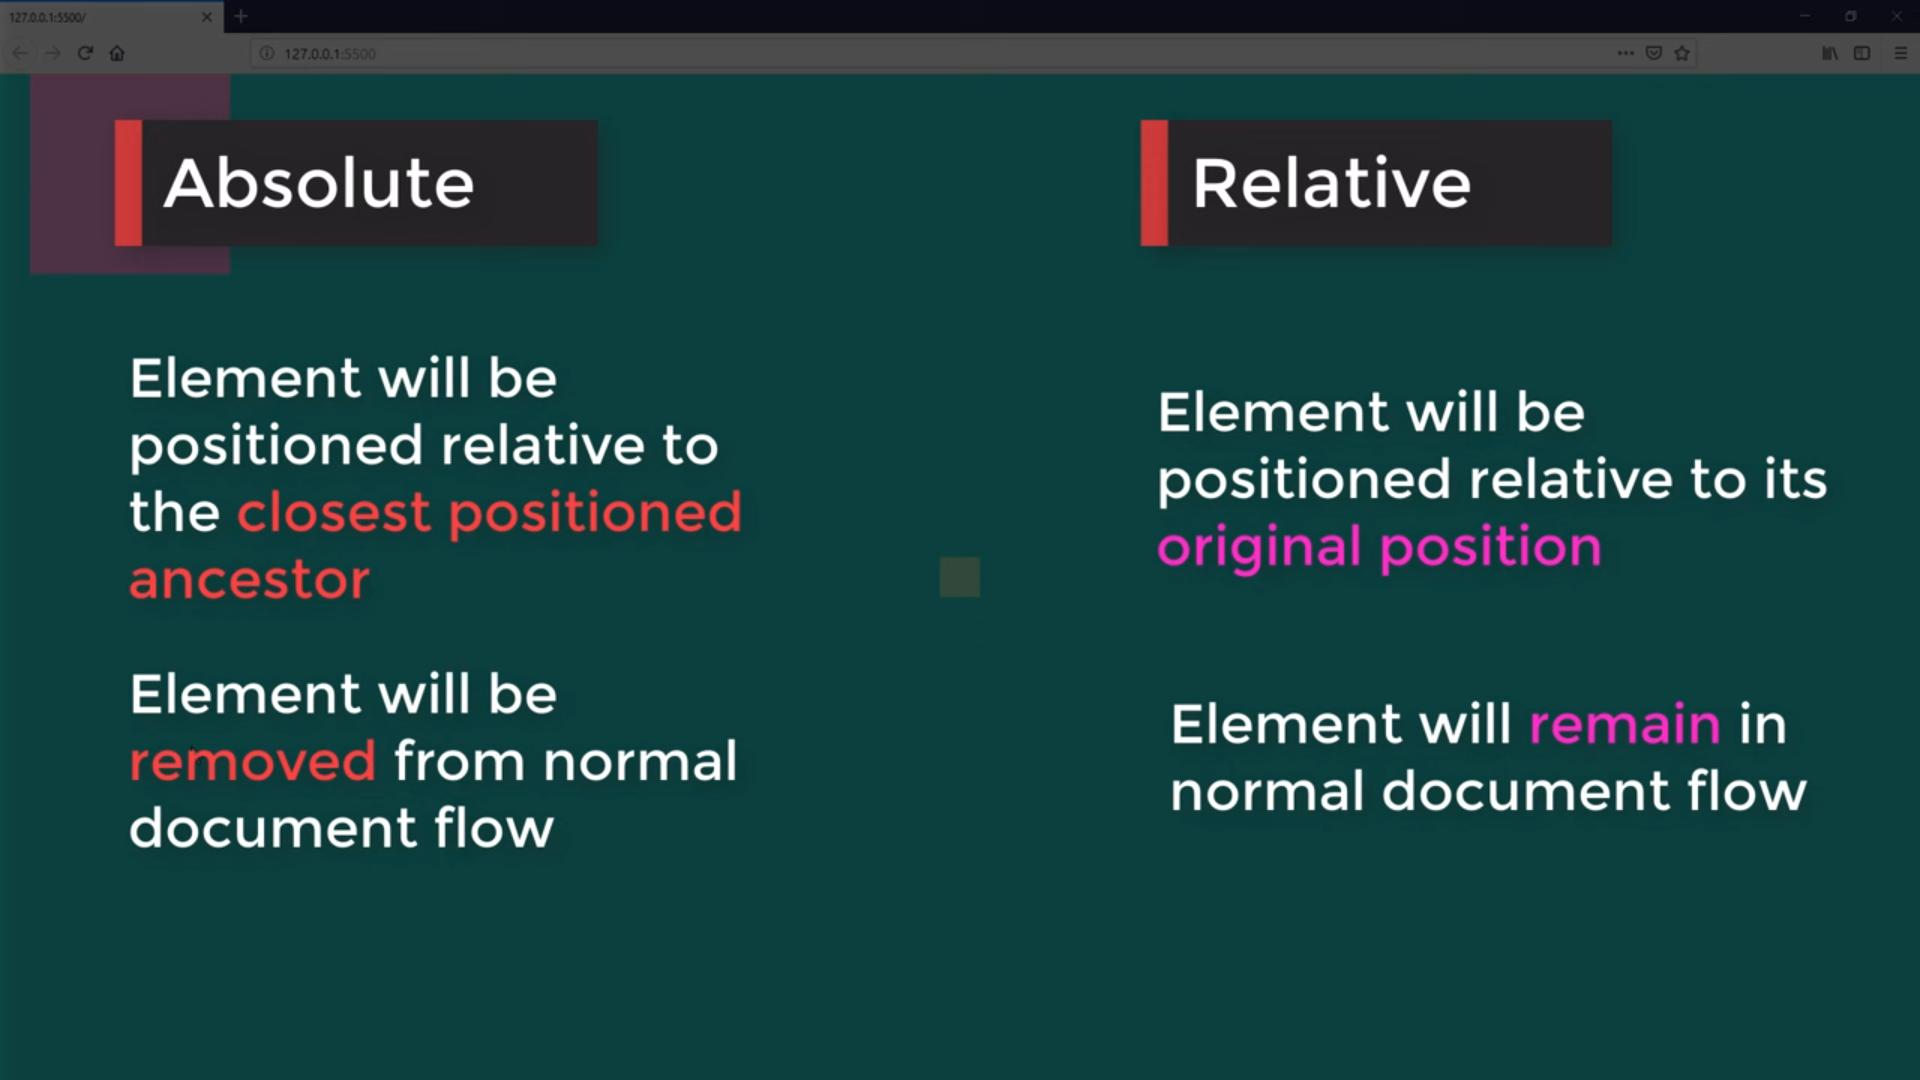 127.0.0.1:5500/
127.0.0.1:5500
Absolute
Element will be
positioned relative to
the closest positioned
ancestor
Element will be
removed from normal
document flow
Relative
Element will be
positioned relative to its
original position
Element will remain in
normal document flow